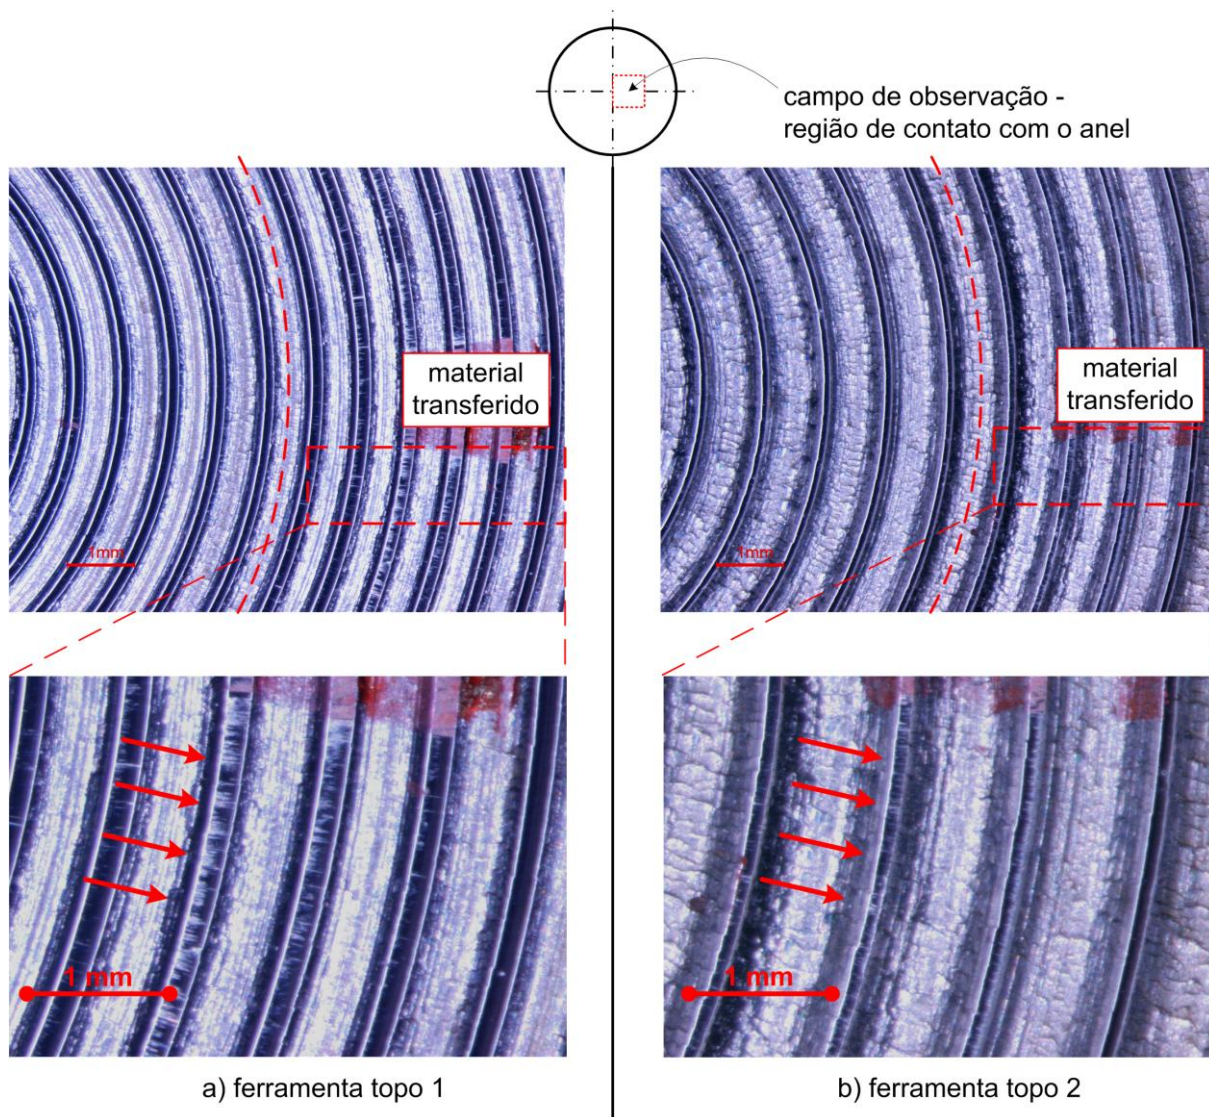 campo de observação -
região de contato com o anel
material
transferido
1mm
material
transferido
1mm
1 mm
1 mm
a) ferramenta topo 1
b) ferramenta topo 2